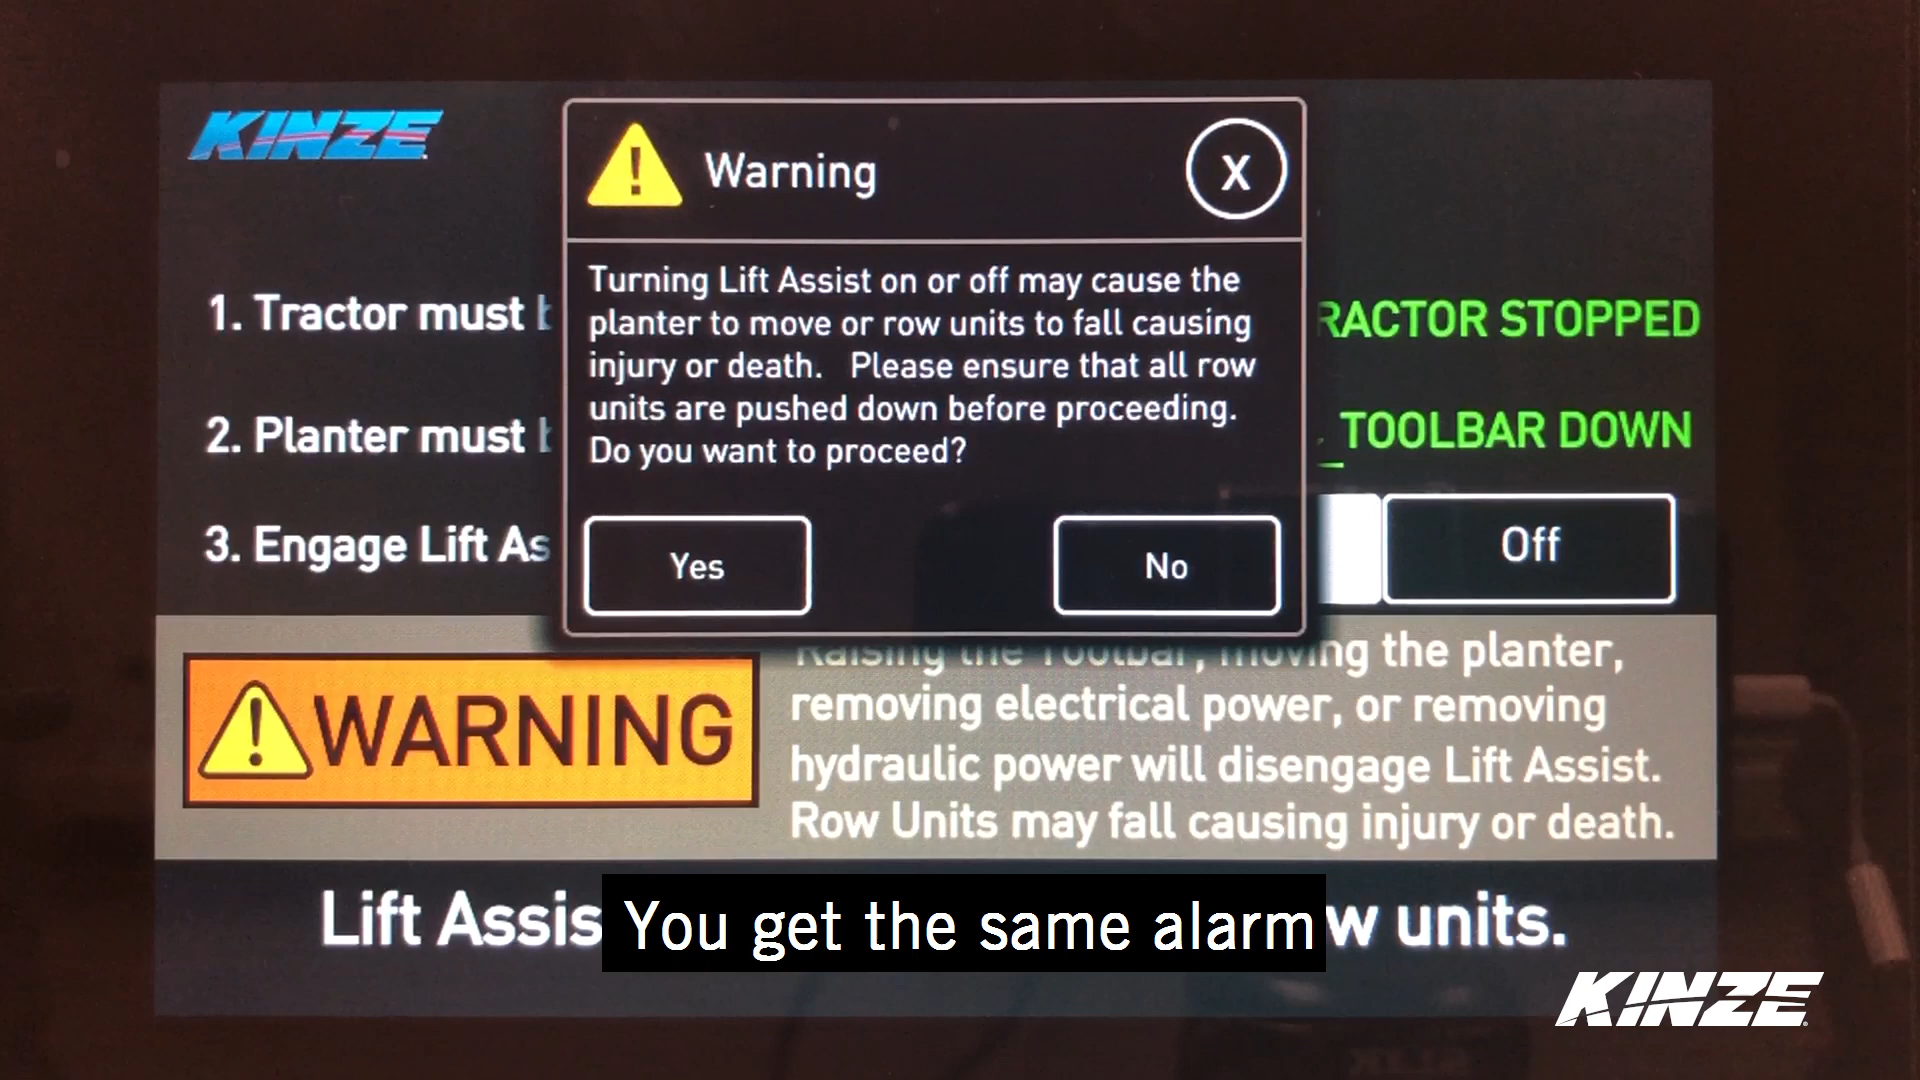 KINZE
Warning
X
Turning Lift Assist on or off may cause the
planter to move or row units to fall causing
injury or death. Please ensure that all row
units are pushed down before proceeding.
Do you want to proceed?
Yes
No
1. Tractor must
RACTOR STOPPED
2. Planter must
_TOOLBAR DOWN
3. Engage Lift As
Off
WARNING
Raising the Toolbar, moving the planter,
removing electrical power, or removing
hydraulic power will disengage Lift Assist.
Row Units may fall causing injury or death.
Lift Assis
You get the same alarm
w units.
KINZE